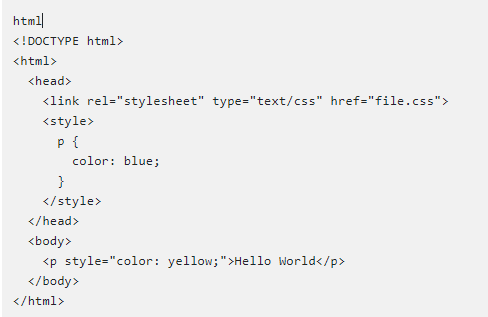 html
<!DOCTYPE html>
<html>
  <head>
    <link rel="stylesheet" type="text/css" href="file.css">
    <style>
      p {
        color: blue;
      }
    </style>
  </head>
  <body>
    <p style="color: yellow;">Hello World</p>
  </body>
</html>